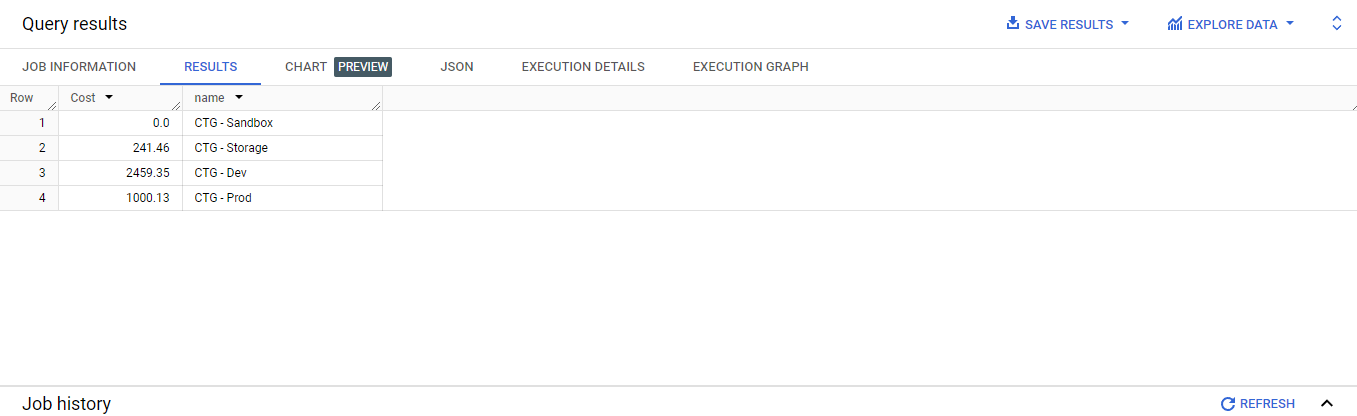 Query results SAVE RESULTS EXPLORE DATA
JOB INFORMATION RESULTS CHART PREVIEW JSON EXECUTION DETAILS EXECUTION GRAPH
Row Cost name
1 0.0 CTG - Sandbox
2 241.46 CTG - Storage
3 2459.35 CTG - Dev
4 1000.13 CTG - Prod
Job history REFRESH